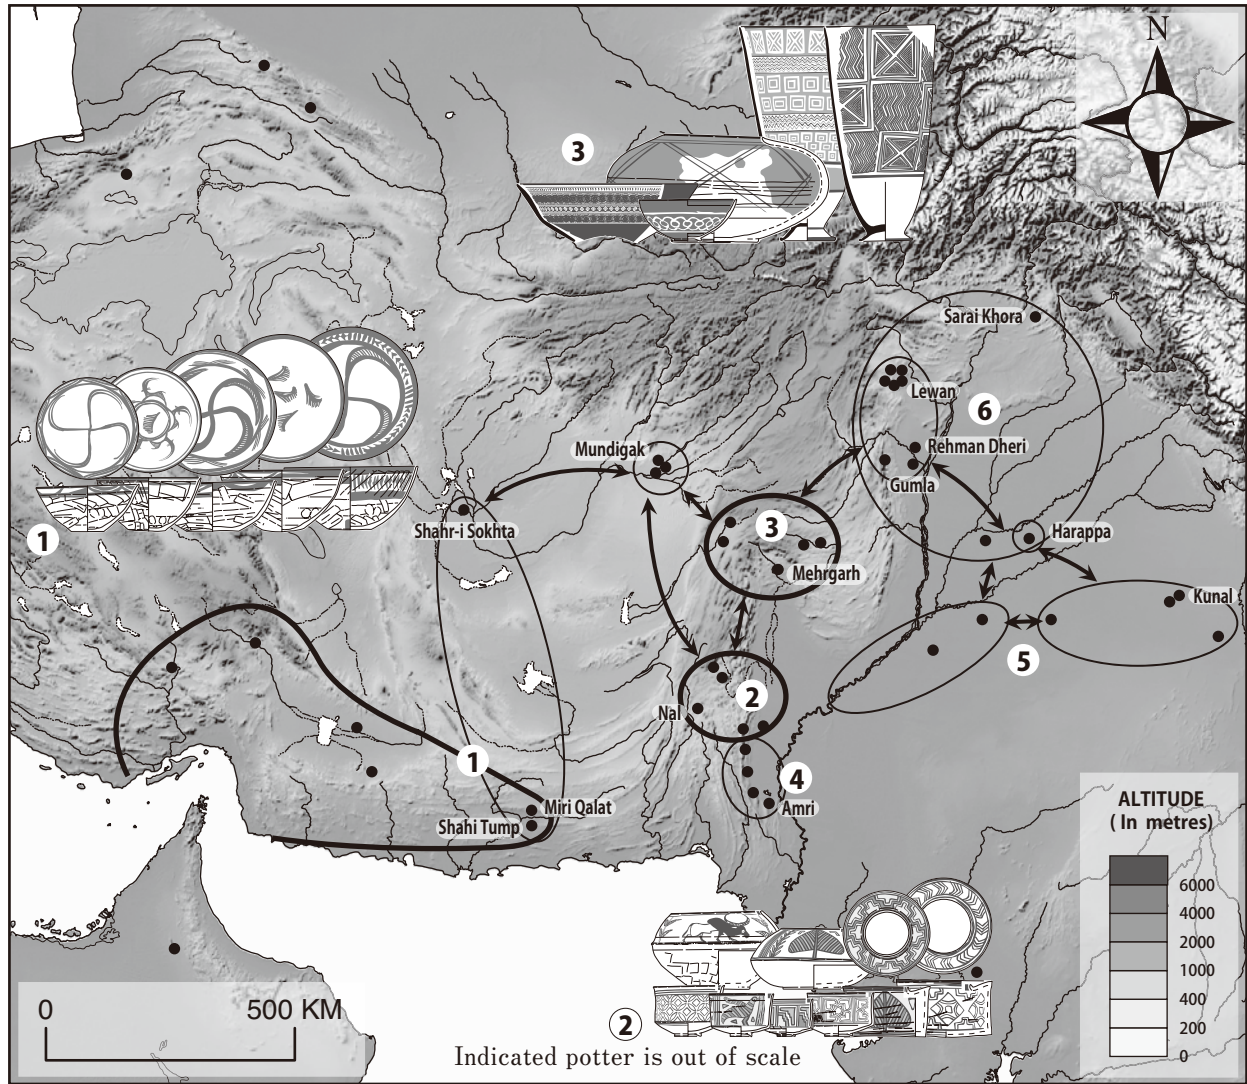 N
3
Sarai Khora
Lewan
6
Mundigak
Rehman Dheri
Gumla
Shahr-i Sokhta
1
3
Harappa
Mehrgarh
Kunal
5
2
Nal
1
4
Miri Qalat
Amri
Shahi Tump
ALTITUDE
( In metres)
6000
4000
2000
1000
400
200
0
0 500 KM
2
Indicated potter is out of scale